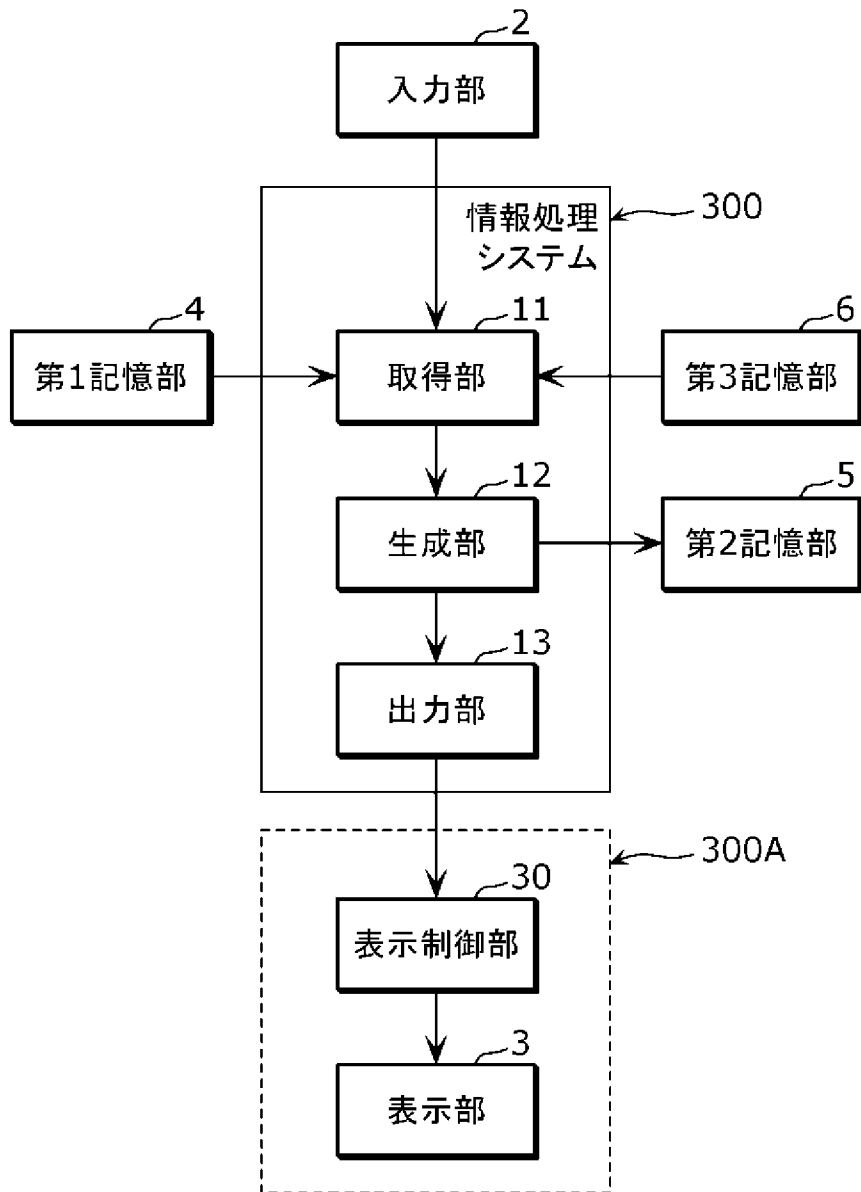 2
入力部
300
情報処理
システム
4
11
6
第1記憶部
取得部
第3記憶部
12
5
生成部
第2記憶部
13
出力部
300A
30
表示制御部
3
表示部